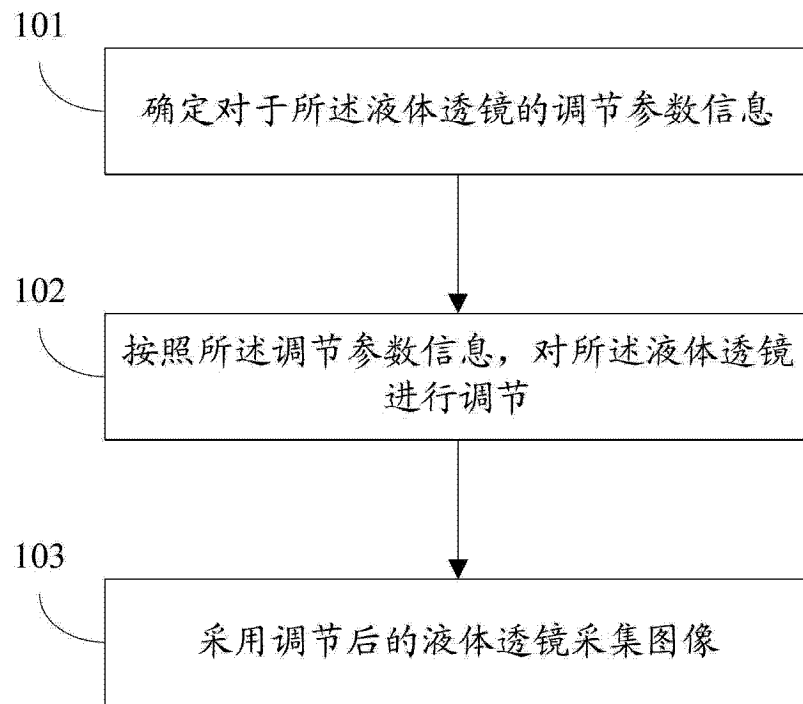 101
确定对于所述液体透镜的调节参数信息
102
按照所述调节参数信息，对所述液体透镜
进行调节
103
采用调节后的液体透镜采集图像